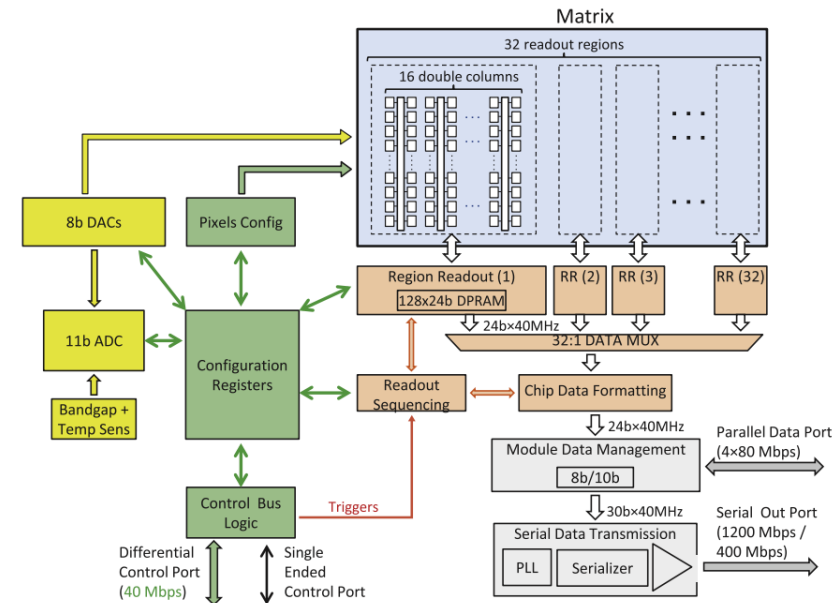 Matrix
32 readout regions
16 double columns
8b DACs
Pixels Config
Region Readout (1)
128x24b DPRAM
RR (2)
RR (3)
RR (32)
24b×40MHz
32:1 DATA MUX
11b ADC
Configuration
Registers
Bandgap +
Temp Sens
Readout
Sequencing
Chip Data Formatting
24b×40MHz
Module Data Management
8b/10b
Parallel Data Port
(4×80 Mbps)
Control Bus
Logic
Triggers
30b×40MHz
Serial Data Transmission
PLL
Serializer
Serial Out Port
(1200 Mbps /
400 Mbps)
Differential
Control Port
(40 Mbps)
Single
Ended
Control Port